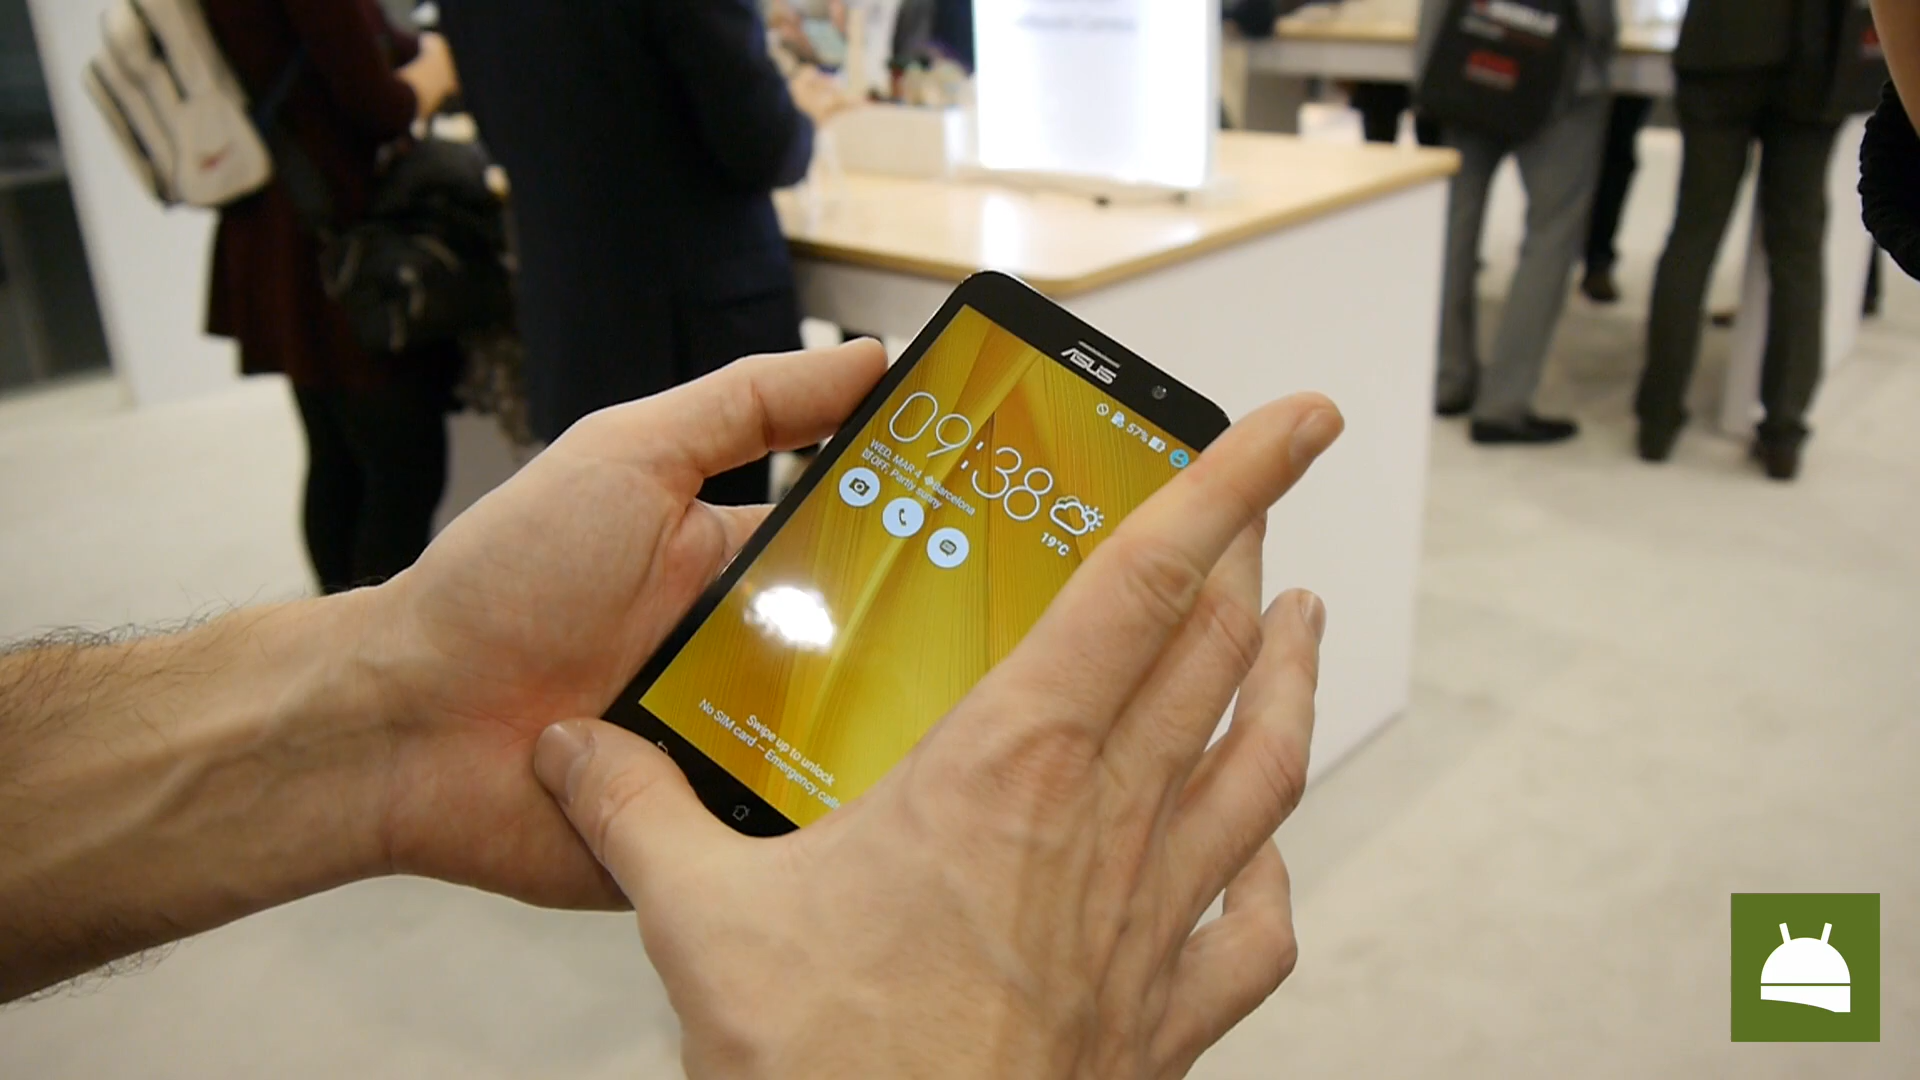 ASUS
57%
09:38
WED, MAR 4 Barcelona
OFF, Partly sunny
19°C
Swipe up to unlock
No SIM card — Emergency calls